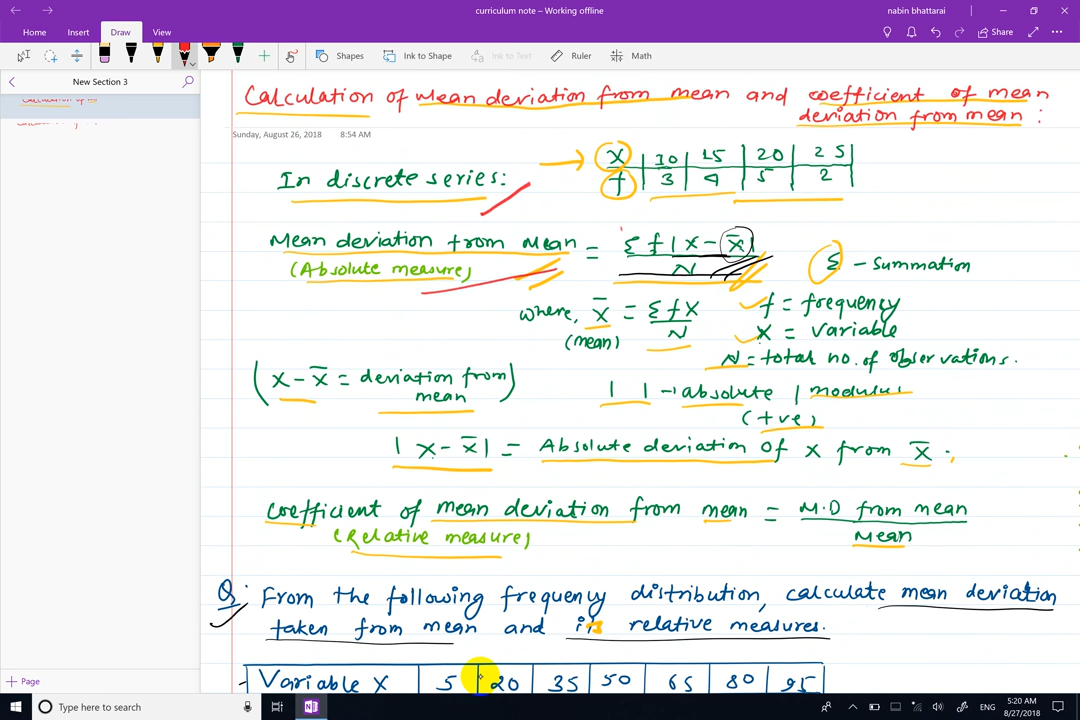 curriculum note – Working offline
nabin bhattarai
Home Insert Draw View
Share
Shapes Ink to Shape Ink to Text Ruler Math
New Section 3
Calculation of Mean deviation from mean and coefficient of mean
deviation from mean :
Sunday, August 26, 2018 8:54 AM
X 10 15 20 25
f 3 4 5 2
In discrete series:
Mean deviation from Mean = Σ f | X - X̄ |
N
(Absolute measure)
Σ - Summation
where, X̄ = Σ f X
N
(mean)
f = frequency
X = variable
N = total no. of observations.
( X - X̄ = deviation from
mean )
| | → absolute | modulus
(+ve)
| X - X̄ | = Absolute deviation of X from X̄ .
Coefficient of mean deviation from mean = M.D from mean
Mean
(Relative measure)
Q: From the following frequency distribution, calculate mean deviation
taken from mean and its relative measures.
Variable X 5 20 35 50 65 80 95
+ Page
Type here to search
ENG
5:20 AM
8/27/2018